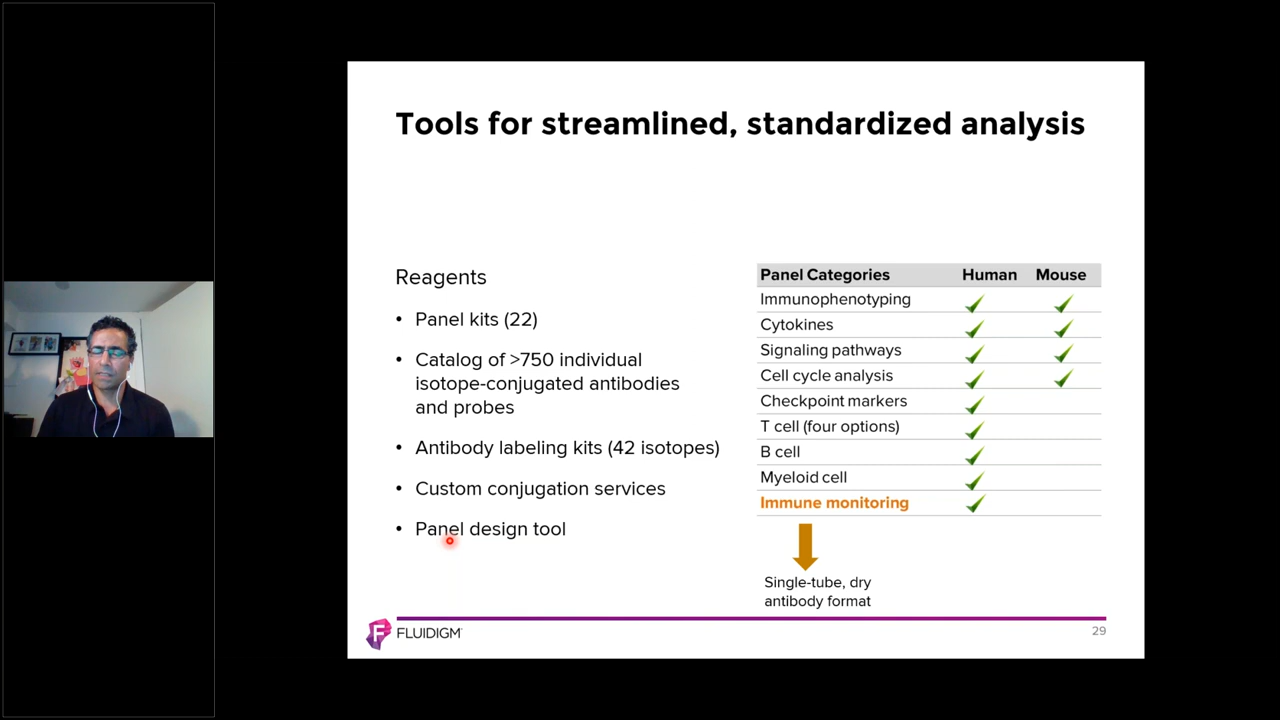 Tools for streamlined, standardized analysis
Reagents
• Panel kits (22)
• Catalog of >750 individual
isotope-conjugated antibodies
and probes
• Antibody labeling kits (42 isotopes)
• Custom conjugation services
• Panel design tool
Panel Categories Human Mouse
Immunophenotyping ✓ ✓
Cytokines ✓ ✓
Signaling pathways ✓ ✓
Cell cycle analysis ✓ ✓
Checkpoint markers ✓
T cell (four options) ✓
B cell ✓
Myeloid cell ✓
Immune monitoring ✓
Single-tube, dry
antibody format
FLUIDIGM
29